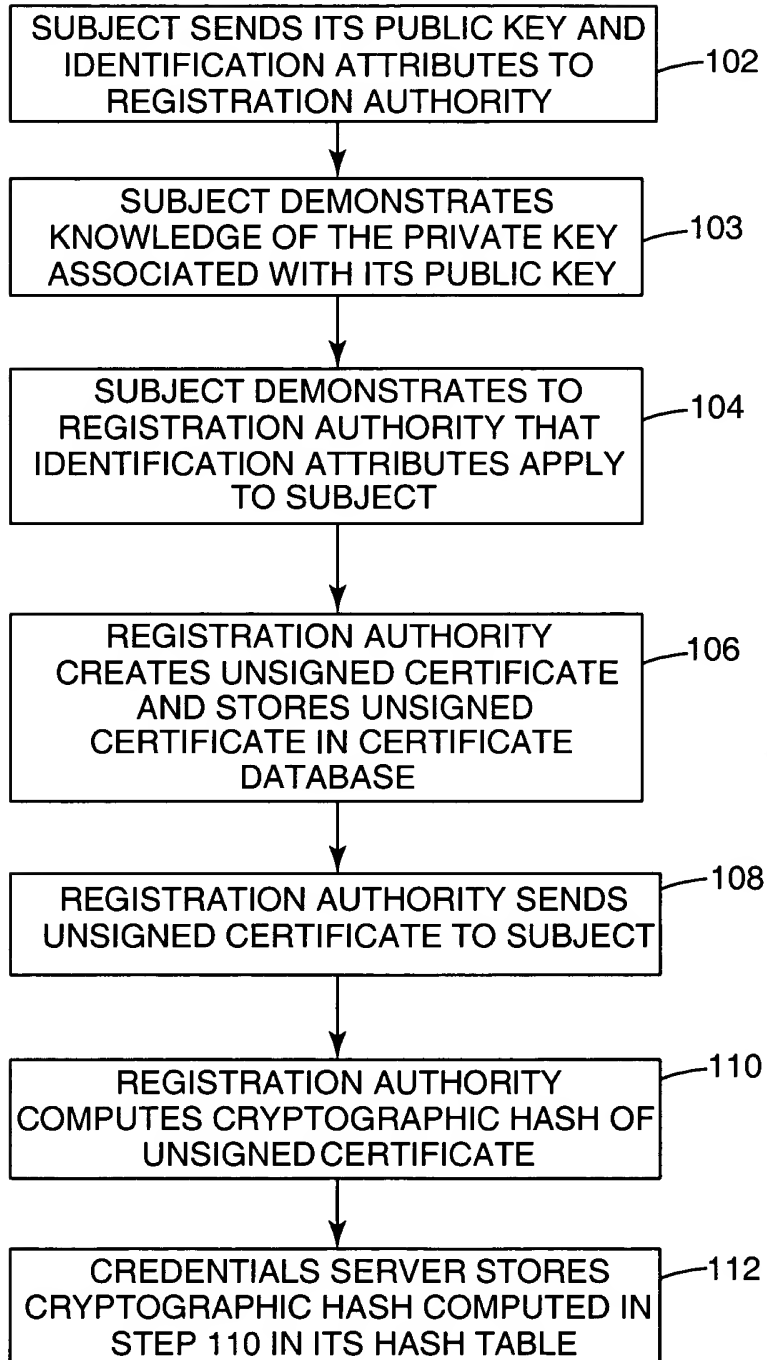 SUBJECT SENDS ITS PUBLIC KEY AND
IDENTIFICATION ATTRIBUTES TO
REGISTRATION AUTHORITY
102
SUBJECT DEMONSTRATES
KNOWLEDGE OF THE PRIVATE KEY
ASSOCIATED WITH ITS PUBLIC KEY
103
SUBJECT DEMONSTRATES TO
REGISTRATION AUTHORITY THAT
IDENTIFICATION ATTRIBUTES APPLY
TO SUBJECT
104
REGISTRATION AUTHORITY
CREATES UNSIGNED CERTIFICATE
AND STORES UNSIGNED
CERTIFICATE IN CERTIFICATE
DATABASE
106
REGISTRATION AUTHORITY SENDS
UNSIGNED CERTIFICATE TO SUBJECT
108
REGISTRATION AUTHORITY
COMPUTES CRYPTOGRAPHIC HASH OF
UNSIGNED CERTIFICATE
110
CREDENTIALS SERVER STORES
CRYPTOGRAPHIC HASH COMPUTED IN
STEP 110 IN ITS HASH TABLE
112